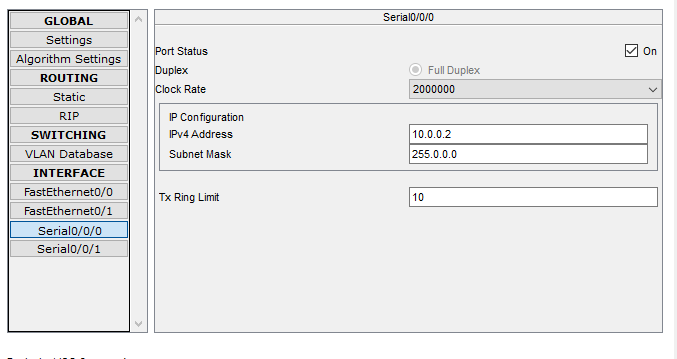 GLOBAL
Settings
Algorithm Settings
ROUTING
Static
RIP
SWITCHING
VLAN Database
INTERFACE
FastEthernet0/0
FastEthernet0/1
Serial0/0/0
Serial0/0/1
Serial0/0/0
Port Status On
Duplex Full Duplex
Clock Rate 2000000
IP Configuration
IPv4 Address 10.0.0.2
Subnet Mask 255.0.0.0
Tx Ring Limit 10